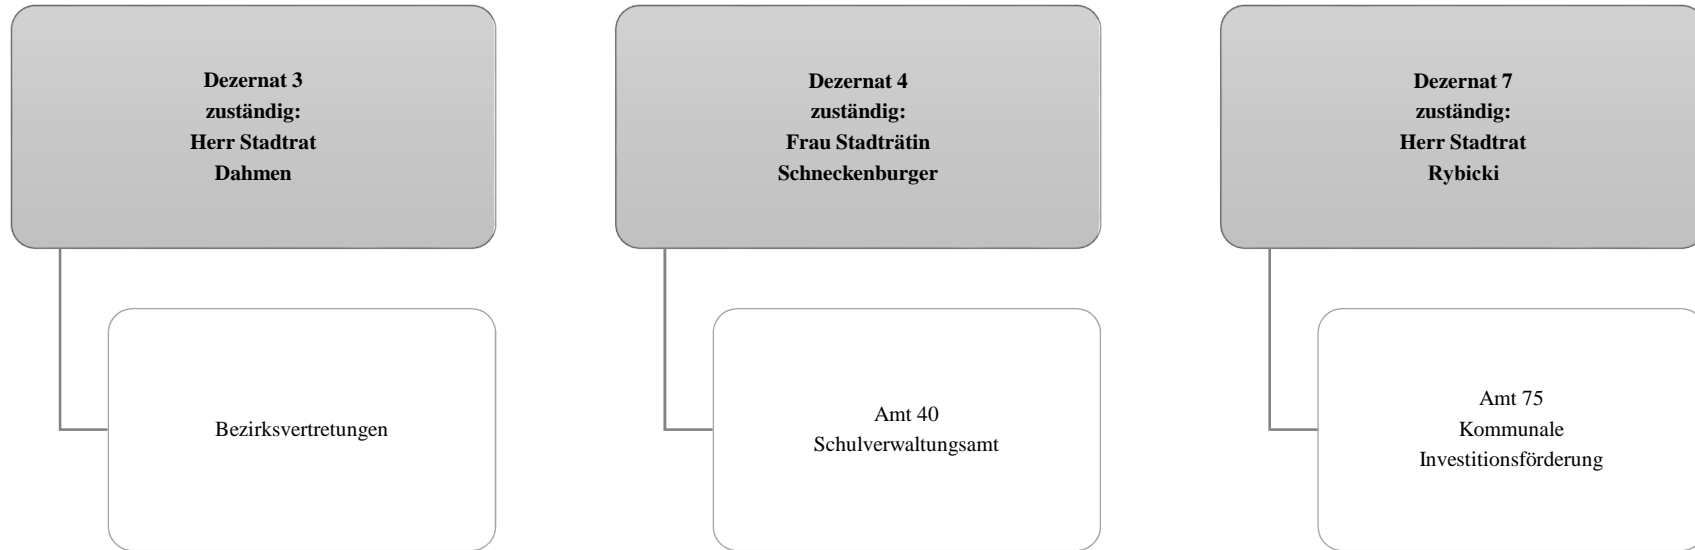 Dezernat 3
zuständig:
Herr Stadtrat
Dahmen
Bezirksvertretungen
Dezernat 4
zuständig:
Frau Stadträtin
Schneckenburger
Amt 40
Schulverwaltungsamt
Dezernat 7
zuständig:
Herr Stadtrat
Rybicki
Amt 75
Kommunale
Investitionsförderung